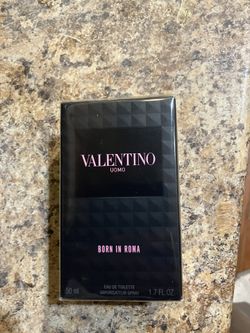 VALENTINO
UOMO
BORN IN ROMA
EAU DE TOILETTE
50 ml VAPORISATEUR SPRAY 1.7 FL.OZ